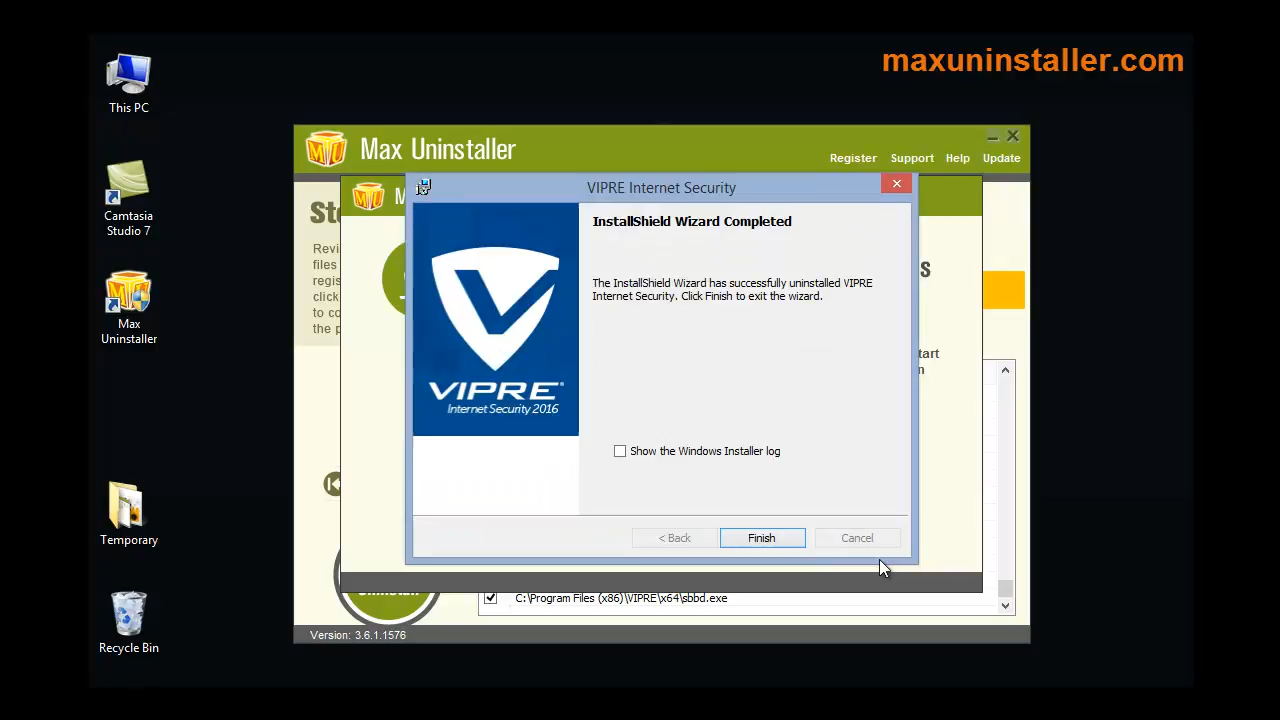 maxuninstaller.com
This PC
Camtasia
Studio 7
Max
Uninstaller
Temporary
Recycle Bin
MU
Max Uninstaller
Register
Support
Help
Update
VIPRE Internet Security
InstallShield Wizard Completed
The InstallShield Wizard has successfully uninstalled VIPRE
Internet Security. Click Finish to exit the wizard.
VIPRE®
Internet Security 2016
Show the Windows Installer log
< Back
Finish
Cancel
C:\Program Files (x86)\VIPRE\x64\sbbd.exe
Version: 3.6.1.1576